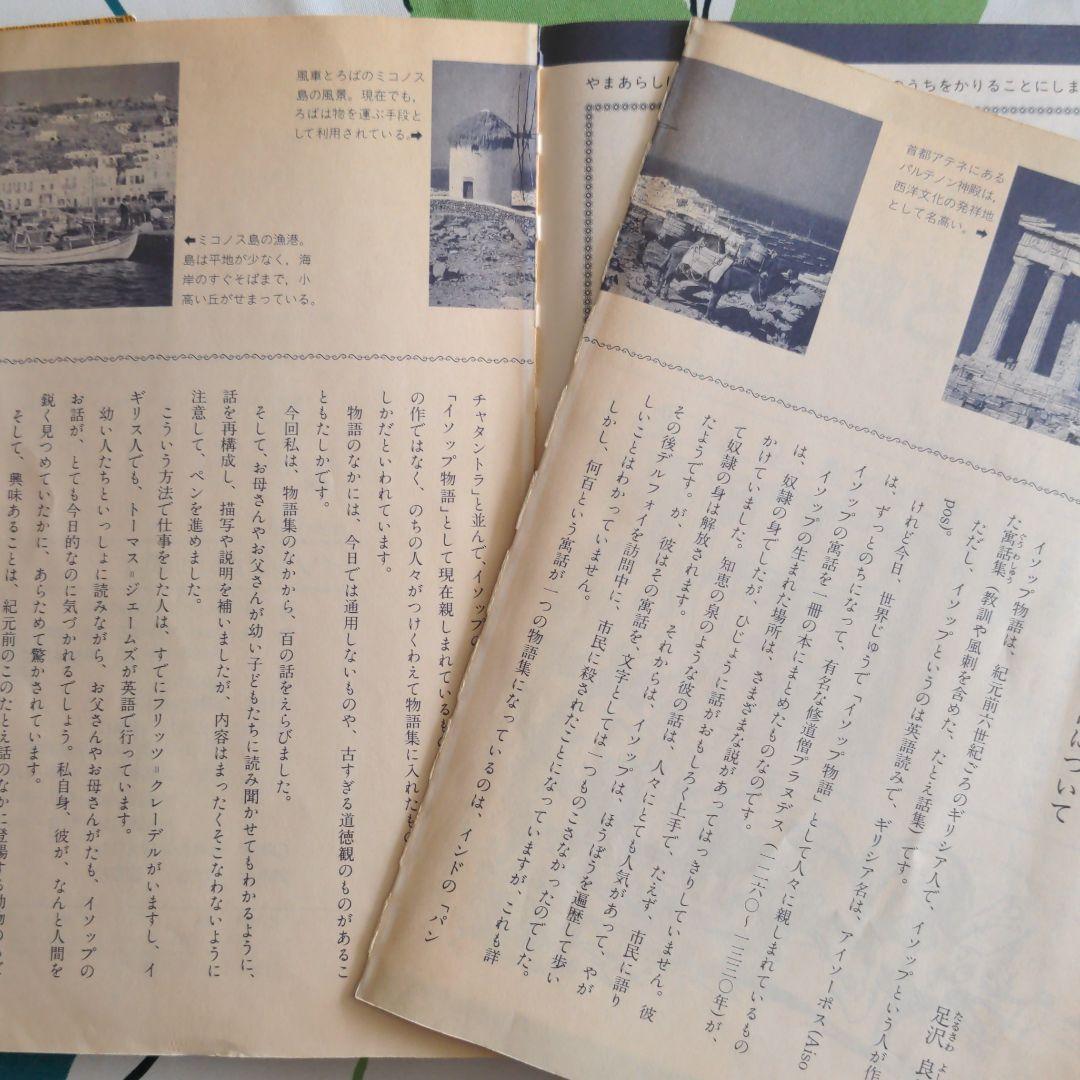 やまあらしに
のうちをかりることにしま
首都アテネにある
パルテノン神殿は，
西洋文化の発祥地
として名高い。➡
について
足沢 良
たるさわ よし
イソップ物語は、紀元前六世紀ごろのギリシア人で、イソップという人が作
た寓話集（教訓や風刺を含めた、たとえ話集）です。
ぐうわしゅう
ただし、イソップというのは英語読みで、ギリシア名は、アイソーポス(Aiso
pos)。
けれど今日、世界じゅうで「イソップ物語」として人々に親しまれているもの
は、ずっとのちになって、有名な修道僧プラヌデス（一二六〇～一三三〇年）が、
イソップの寓話を一冊の本にまとめたものなのです。
イソップの生まれた場所は、さまざまな説があってはっきりしていません。彼
は、奴隷の身でしたが、ひじょうに話がおもしろく上手で、たえず、市民に語り
かけていました。知恵の泉のような彼の話は、人々にとても人気があって、やが
て奴隷の身は解放されます。それからは、イソップは、ほうぼうを遍歴して歩い
たようです。が、彼はその寓話を、文字としては一つものこさなかったのでした。
その後デルフォイを訪問中に、市民に殺されたことになっていますが、これも詳
しいことはわかっていません。
しかし、何百という寓話が一つの物語集になっているのは、インドの「パン
風車とろばのミコノス
島の風景。現在でも，
ろばは物を運ぶ手段と
して利用されている。➡
⬅ミコノス島の漁港。
島は平地が少なく，海
岸のすぐそばまで，小
高い丘がせまっている。
チャタントラ」と並んで、イソップの
「イソップ物語」として現在親しまれているもの
の作ではなく、のちの人々がつけくわえて物語集に入れたもの
しかだといわれています。
物語のなかには、今日では通用しないものや、古すぎる道徳観のものがあるこ
ともたしかです。
今回私は、物語集のなかから、百の話をえらびました。
そして、お母さんやお父さんが幼い子どもたちに読み聞かせてもわかるように、
話を再構成し、描写や説明を補いましたが、内容はまったくそこなわないように
注意して、ペンを進めました。
こういう方法で仕事をした人は、すでにフリッツ＝クレーデルがいますし、イ
ギリス人でも、トーマス＝ジェームズが英語で行っています。
幼い人たちといっしょに読みながら、お父さんやお母さんがたも、イソップの
お話が、とても今日的なのに気づかれるでしょう。私自身、彼が、なんと人間を
鋭く見つめていたかに、あらためて驚かされています。
そして、興味あることは、紀元前のこのたとえ話のなかに登場する動物の